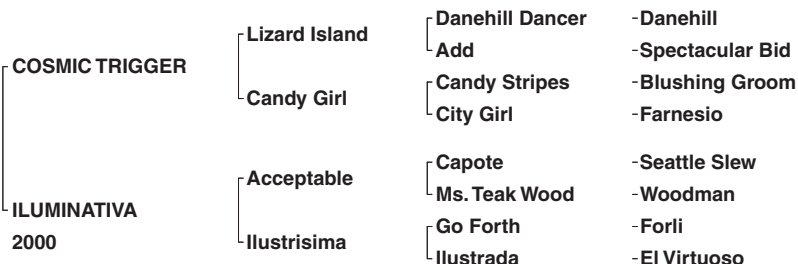 Danehill Dancer -Danehill
Lizard Island
Add -Spectacular Bid
COSMIC TRIGGER
Candy Stripes -Blushing Groom
Candy Girl
City Girl -Farnesio
Capote -Seattle Slew
Acceptable
Ms. Teak Wood -Woodman
ILUMINATIVA
Go Forth -Forli
2000 Ilustrisima
Ilustrada -El Virtuoso